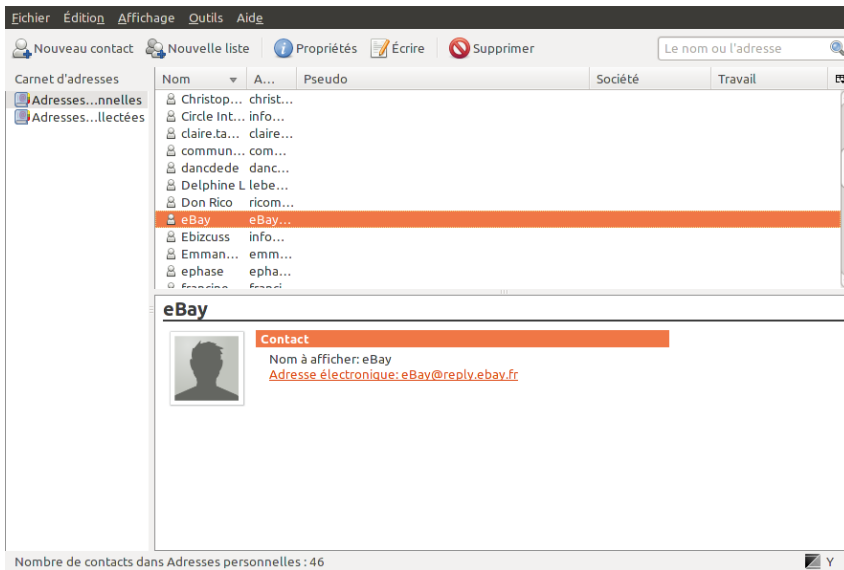 Fichier Édition Affichage Outils Aide
Nouveau contact Nouvelle liste Propriétés Écrire Supprimer Le nom ou l'adresse
Carnet d'adresses Nom A... Pseudo Société Travail
Adresses...nnelles
Adresses...llectées
Christop... christ...
Circle Int... info...
claire.ta... claire...
commun... com...
dancdede danc...
Delphine L lebe...
Don Rico ricom...
eBay eBay...
Ebizcuss info...
Emman... emm...
ephase epha...
eBay
Contact
Nom à afficher: eBay
Adresse électronique: eBay@reply.ebay.fr
Nombre de contacts dans Adresses personnelles : 46 Y